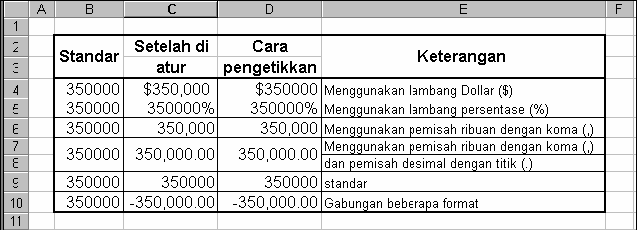 A B C D E F
1
2 Standar Setelah di Cara Keterangan
3 atur pengetikkan
4 350000 $350,000 $350000 Menggunakan lambang Dollar ($)
5 350000 350000% 350000% Menggunakan lambang persentase (%)
6 350000 350,000 350,000 Menggunakan pemisah ribuan dengan koma (,)
7 350000 350,000.00 350,000.00 Menggunakan pemisah ribuan dengan koma (,)
8 dan pemisah desimal dengan titik (.)
9 350000 350000 350000 standar
10 350000 -350,000.00 -350,000.00 Gabungan beberapa format
11